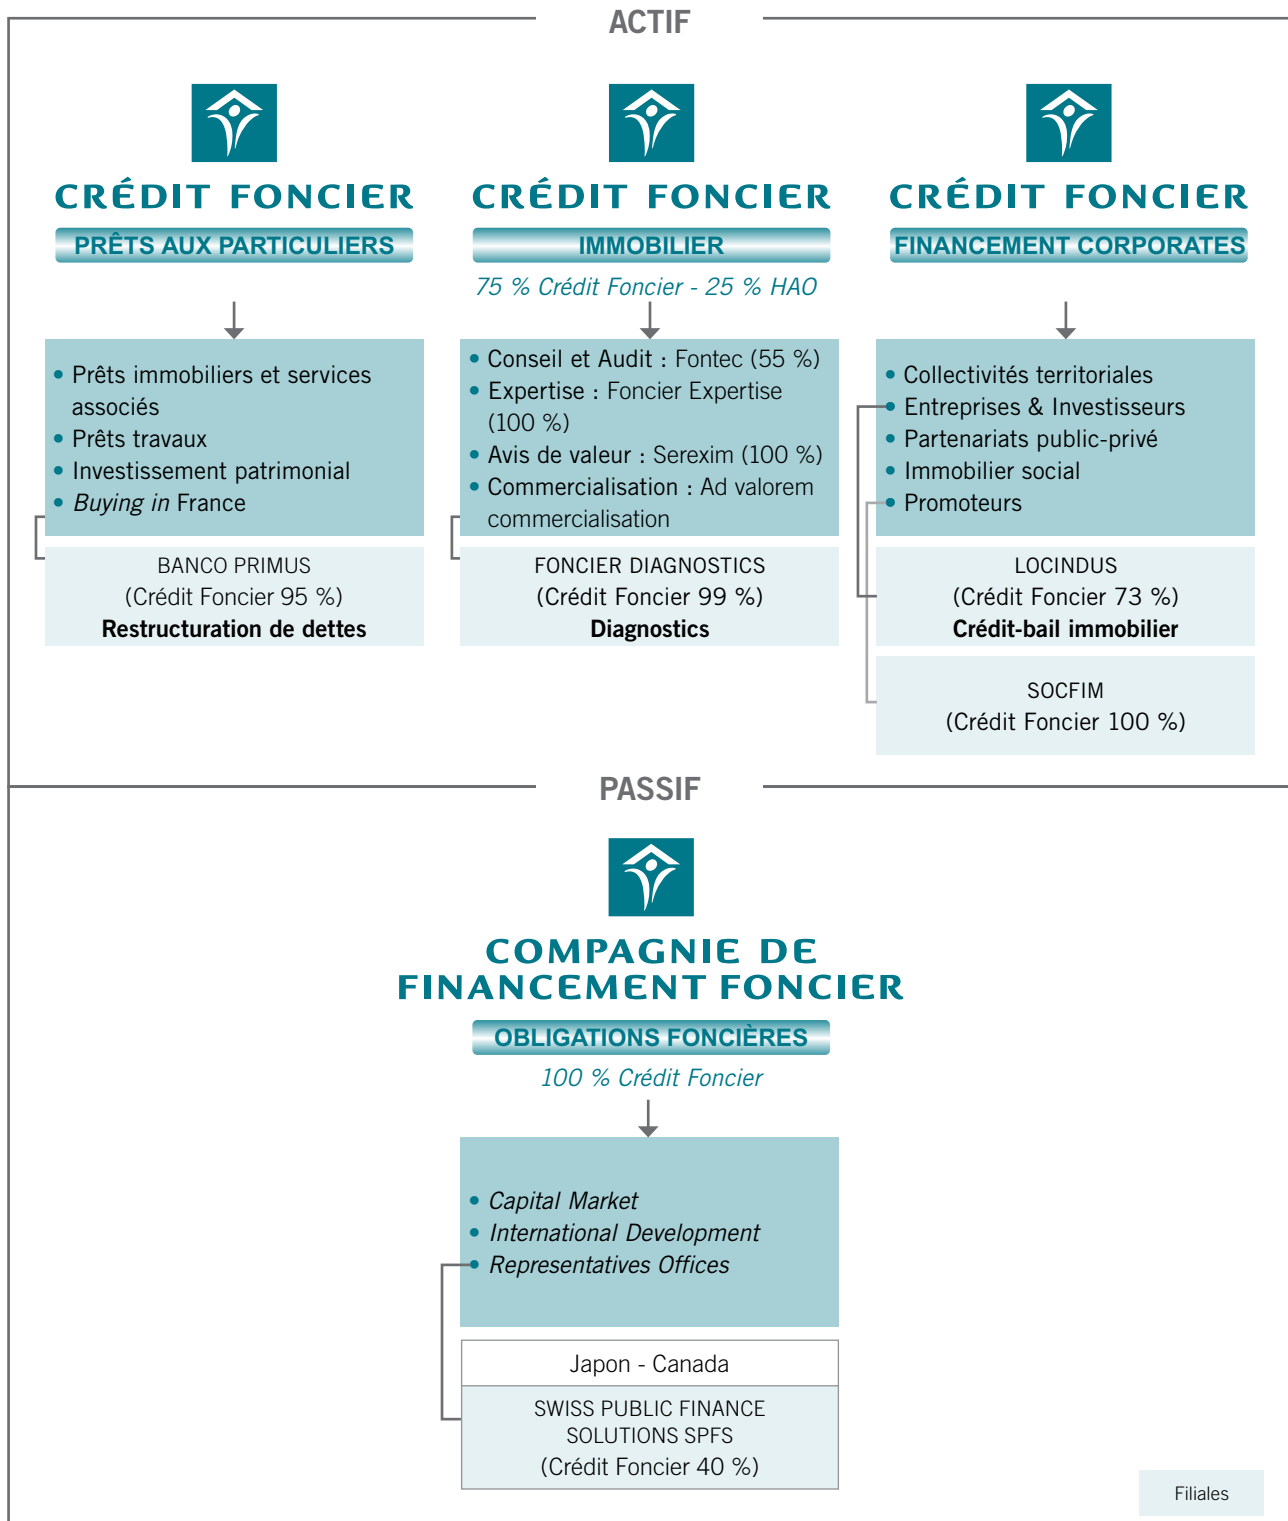 ACTIF
CRÉDIT FONCIER
PRÊTS AUX PARTICULIERS
• Prêts immobiliers et services
associés
• Prêts travaux
• Investissement patrimonial
• Buying in France
BANCO PRIMUS
(Crédit Foncier 95 %)
Restructuration de dettes
CRÉDIT FONCIER
IMMOBILIER
75 % Crédit Foncier - 25 % HAO
• Conseil et Audit : Fontec (55 %)
• Expertise : Foncier Expertise
(100 %)
• Avis de valeur : Serexim (100 %)
• Commercialisation : Ad valorem
commercialisation
FONCIER DIAGNOSTICS
(Crédit Foncier 99 %)
Diagnostics
CRÉDIT FONCIER
FINANCEMENT CORPORATES
• Collectivités territoriales
• Entreprises & Investisseurs
• Partenariats public-privé
• Immobilier social
• Promoteurs
LOCINDUS
(Crédit Foncier 73 %)
Crédit-bail immobilier
SOCFIM
(Crédit Foncier 100 %)
PASSIF
COMPAGNIE DE
FINANCEMENT FONCIER
OBLIGATIONS FONCIÈRES
100 % Crédit Foncier
• Capital Market
• International Development
• Representatives Offices
Japon - Canada
SWISS PUBLIC FINANCE
SOLUTIONS SPFS
(Crédit Foncier 40 %)
Filiales